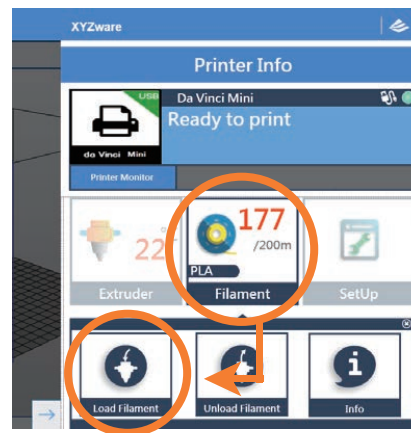 XYZware
Printer Info
USB
Da Vinci Mini
Ready to print
da Vinci Mini
Printer Monitor
22°
177
/200m
PLA
Extruder
Filament
SetUp
i
Load Filament
Unload Filament
Info